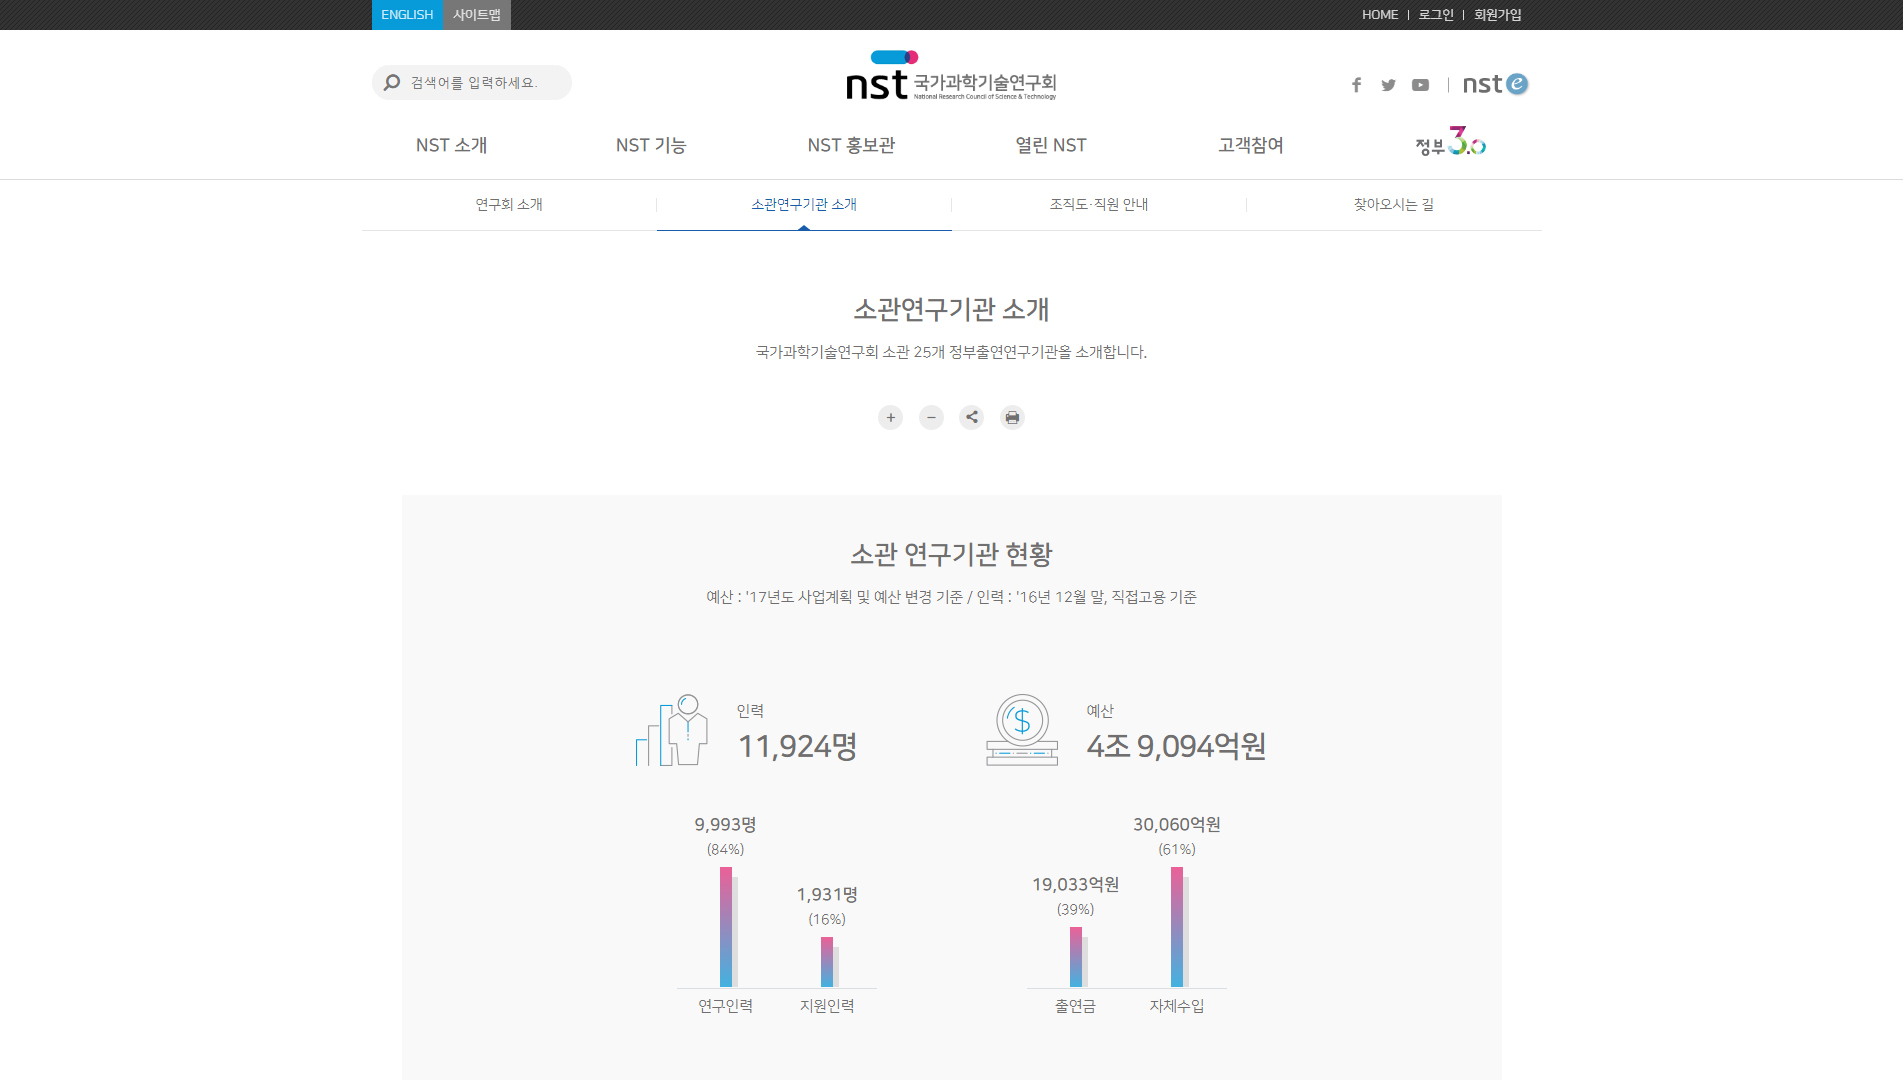 ENGLISH 사이트맵
HOME 로그인 회원가입
검색어를 입력하세요.
nst 국가과학기술연구회
National Research Council of Science & Technology
nst e
NST 소개 NST 기능 NST 홍보관 열린 NST 고객참여 정부3.0
연구회 소개 소관연구기관 소개 조직도·직원 안내 찾아오시는 길
소관연구기관 소개
국가과학기술연구회 소관 25개 정부출연연구기관을 소개합니다.
소관 연구기관 현황
예산 : '17년도 사업계획 및 예산 변경 기준 / 인력 : '16년 12월 말, 직접고용 기준
인력
11,924명
예산
4조 9,094억원
9,993명
(84%)
1,931명
(16%)
연구인력 지원인력
19,033억원
(39%)
30,060억원
(61%)
출연금 자체수입